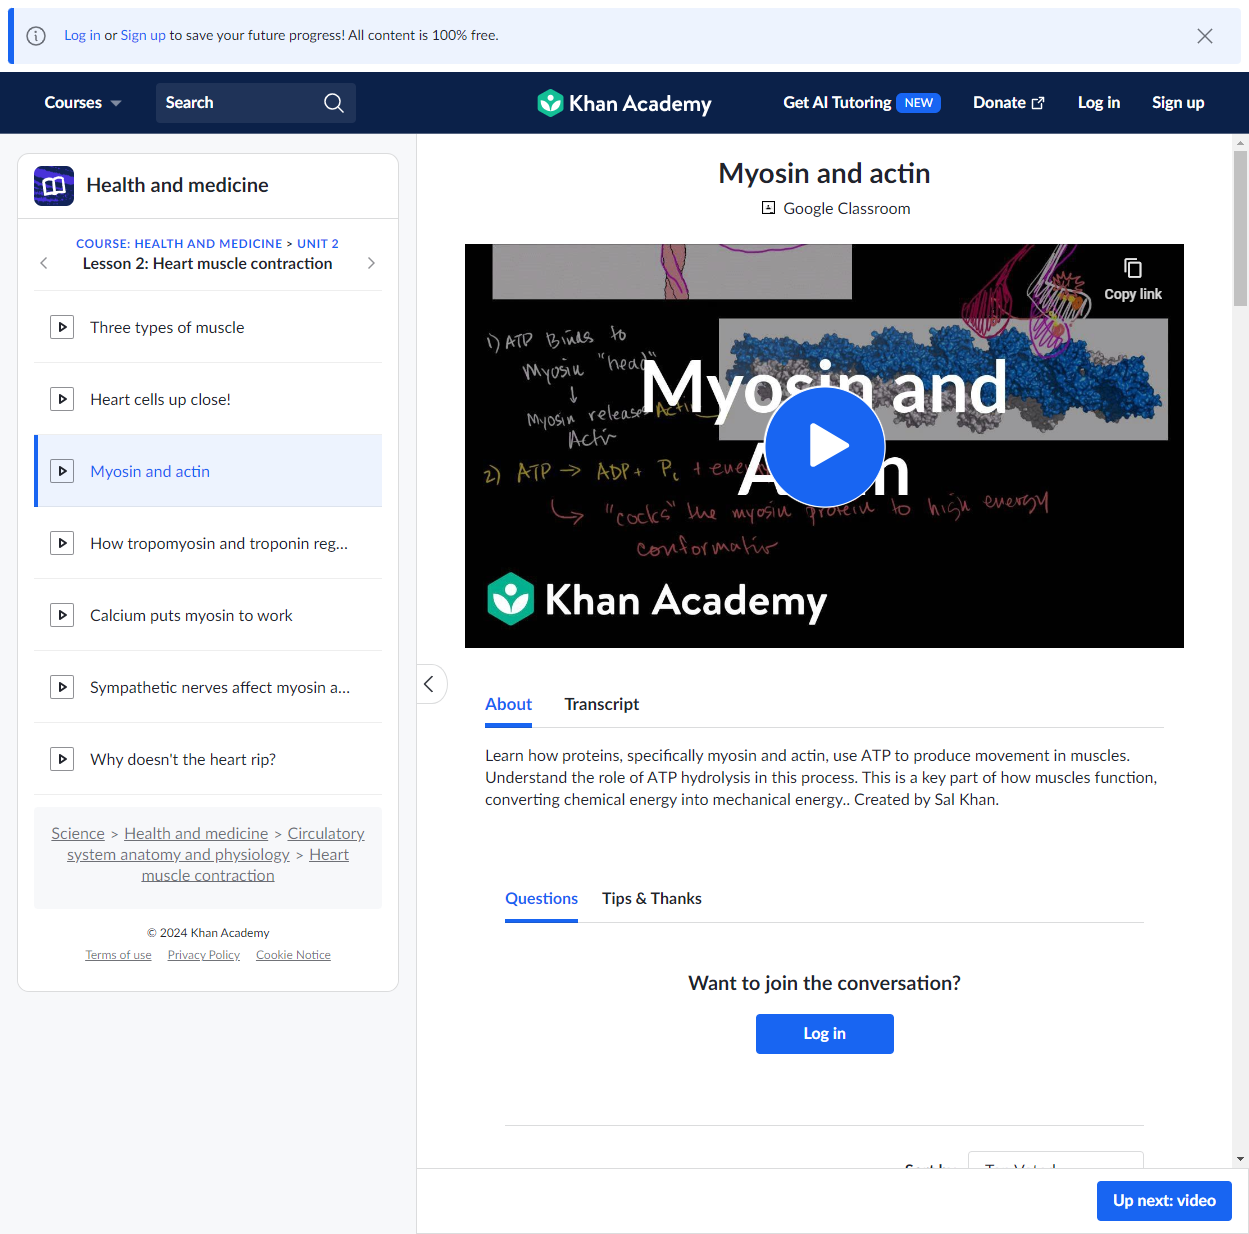 Log in or Sign up to save your future progress! All content is 100% free.
Courses
Search
Khan Academy
Get AI Tutoring NEW
Donate
Log in
Sign up
Health and medicine
COURSE: HEALTH AND MEDICINE > UNIT 2
Lesson 2: Heart muscle contraction
Three types of muscle
Heart cells up close!
Myosin and actin
How tropomyosin and troponin reg...
Calcium puts myosin to work
Sympathetic nerves affect myosin a...
Why doesn't the heart rip?
Science > Health and medicine > Circulatory
system anatomy and physiology > Heart
muscle contraction
© 2024 Khan Academy
Terms of use Privacy Policy Cookie Notice
Myosin and actin
Google Classroom
Copy link
1) ATP Binds to
Myosin "head"
Myosin releases Actin
Actin
2) ATP → ADP + Pi + energy
"cocks" the myosin protein to high energy
conformation
Myosin and
Khan Academy
About Transcript
Learn how proteins, specifically myosin and actin, use ATP to produce movement in muscles.
Understand the role of ATP hydrolysis in this process. This is a key part of how muscles function,
converting chemical energy into mechanical energy.. Created by Sal Khan.
Questions Tips & Thanks
Want to join the conversation?
Log in
Up next: video